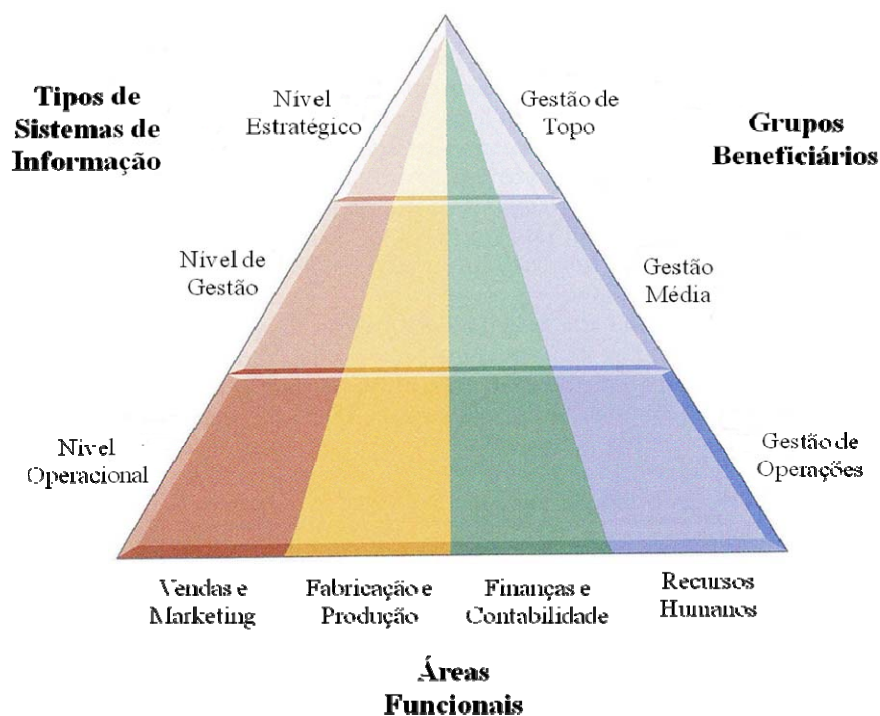 Tipos de
Sistemas de
Informação
Nível
Estratégico
Gestão de
Topo
Grupos
Beneficiários
Nível de
Gestão
Gestão
Média
Nível
Operacional
Gestão de
Operações
Vendas e
Marketing
Fabricação e
Produção
Finanças e
Contabilidade
Recursos
Humanos
Áreas
Funcionais